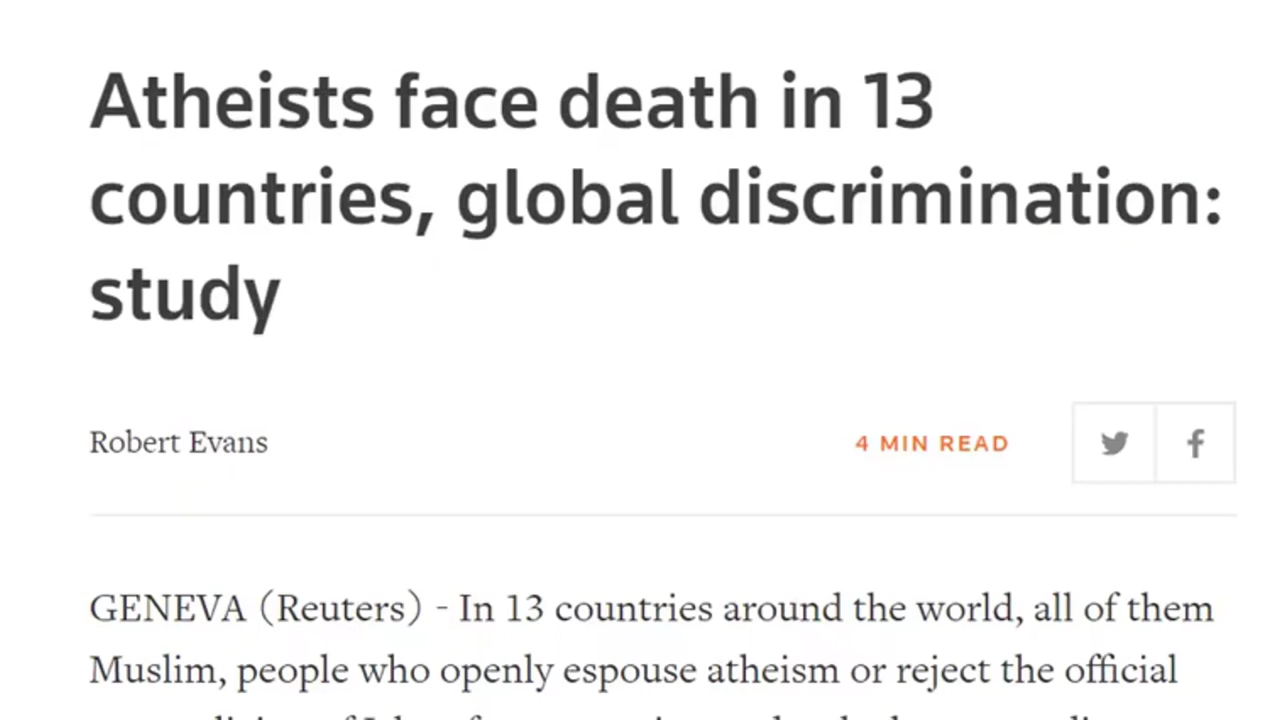 Atheists face death in 13
countries, global discrimination:
study
Robert Evans
4 MIN READ
GENEVA (Reuters) - In 13 countries around the world, all of them
Muslim, people who openly espouse atheism or reject the official